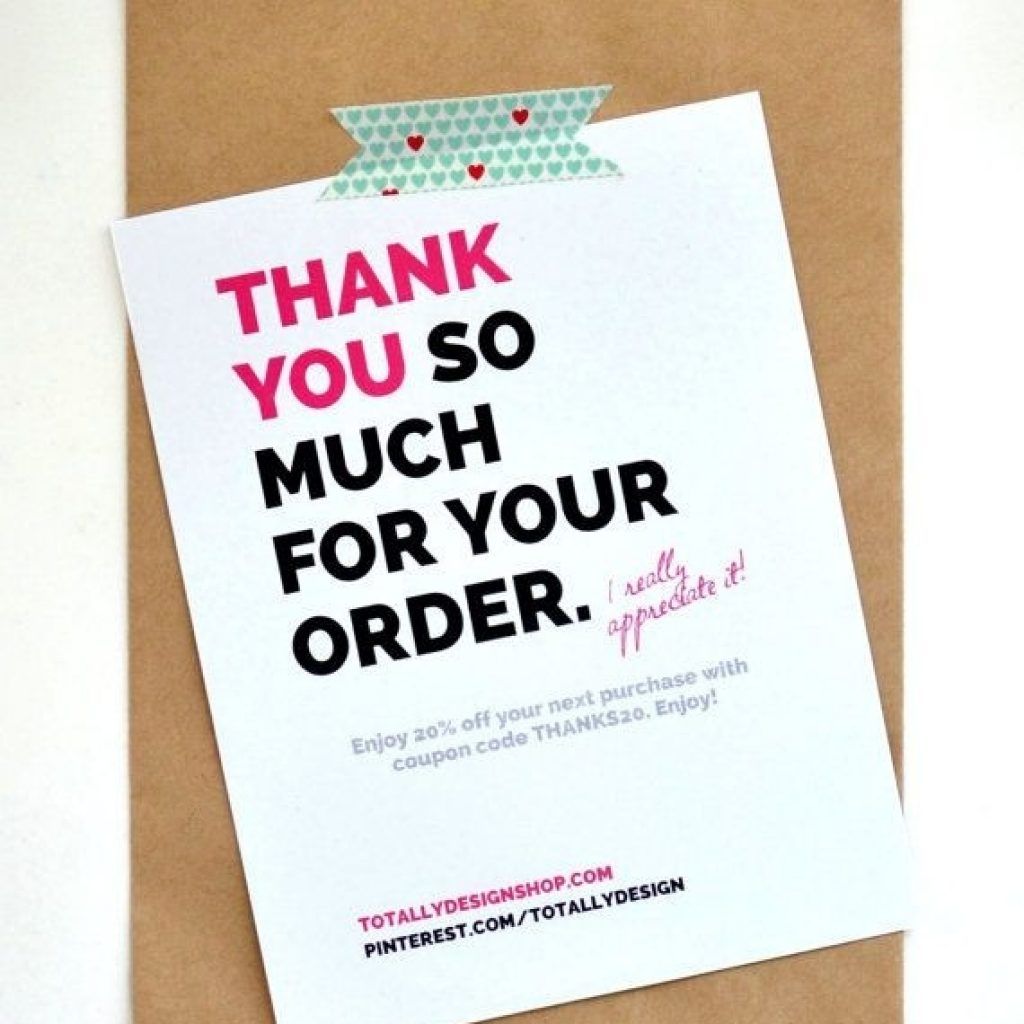 THANK
YOU SO
MUCH
FOR YOUR
ORDER.
I really
appreciate it!
Enjoy 20% off your next purchase with
coupon code THANKS20. Enjoy!
TOTALLYDESIGNSHOP.COM
PINTEREST.COM/TOTALLYDESIGN